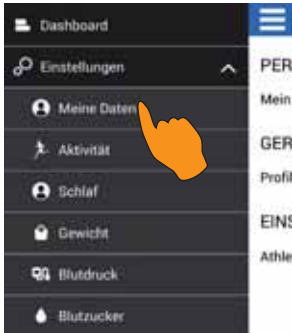 Dashboard
Einstellungen
Meine Daten
Aktivität
Schlaf
Gewicht
Blutdruck
Blutzucker
PER
Mein
GER
Profil
EINS
Athle